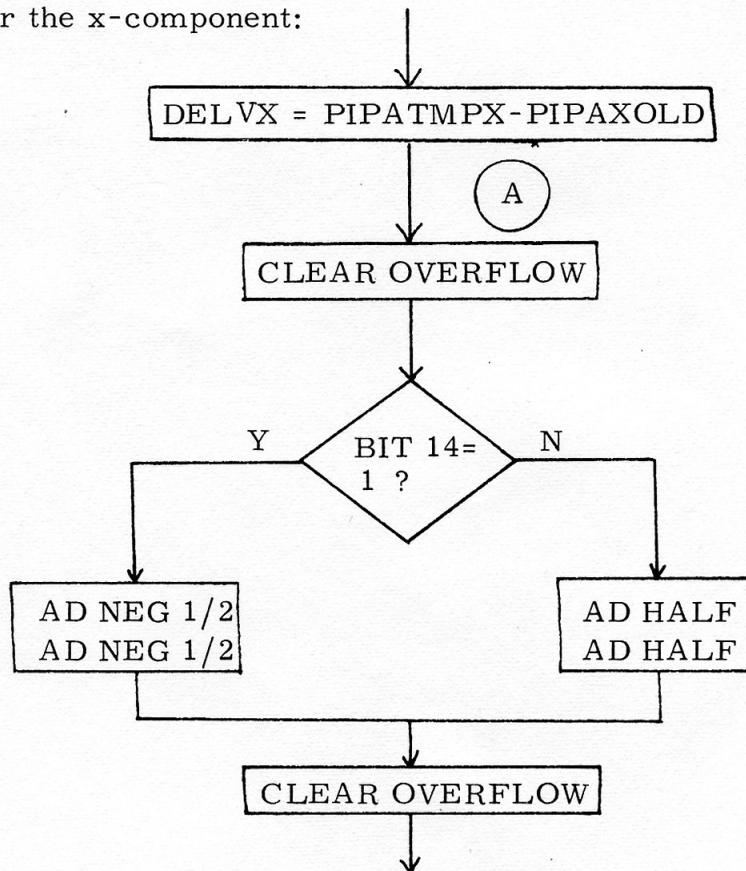 r the x-component:
DELVX = PIPATMPX-PIPAXOLD
A
CLEAR OVERFLOW
Y
BIT 14=
1 ?
N
AD NEG 1/2
AD NEG 1/2
AD HALF
AD HALF
CLEAR OVERFLOW